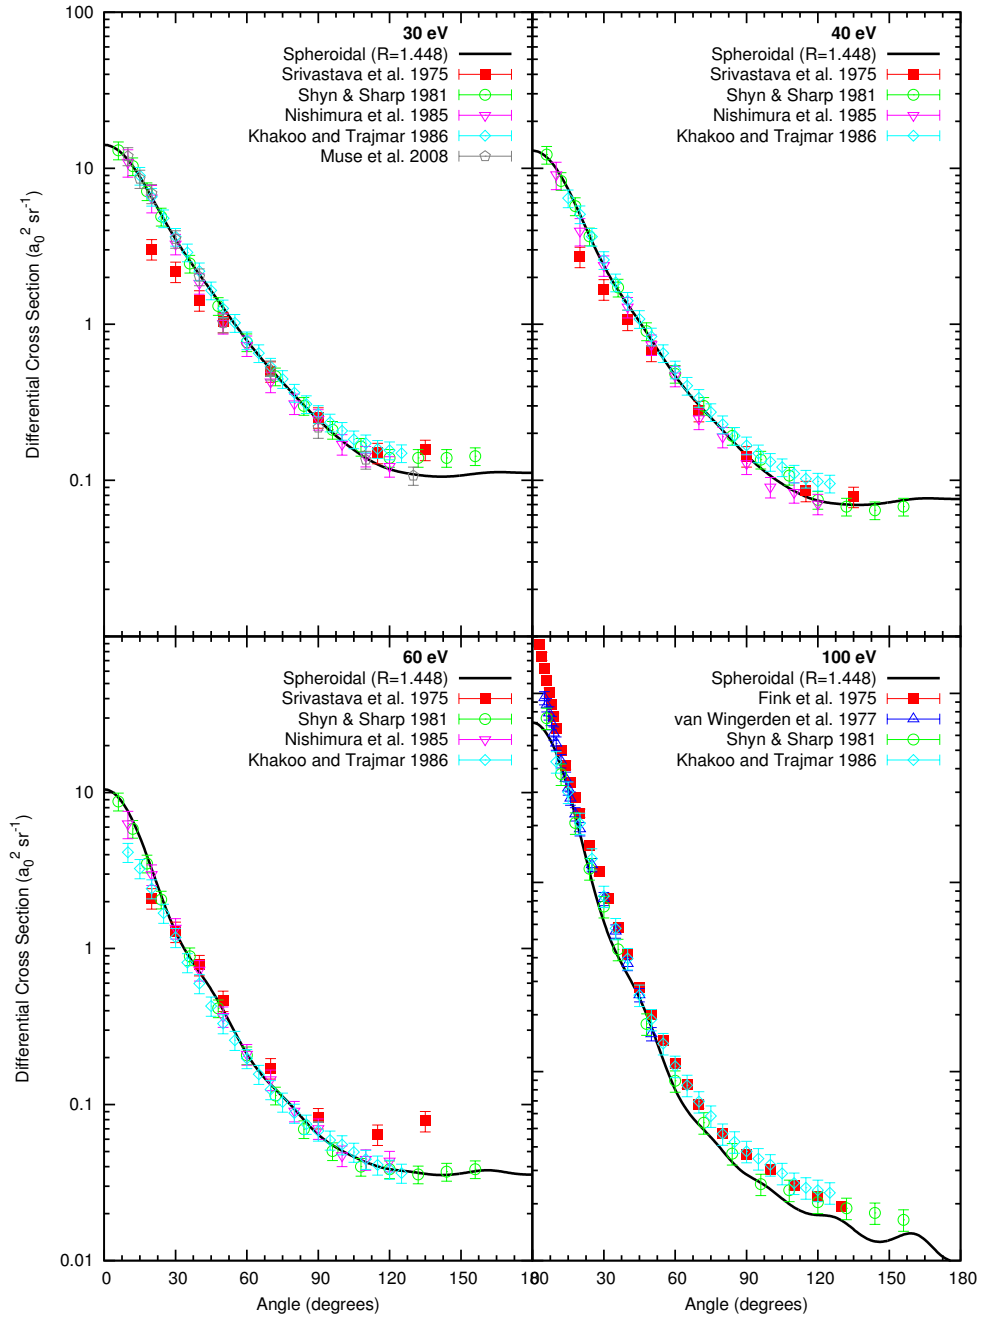 100
10
1
0.1
Differential Cross Section (a0² sr⁻¹)
30 eV
Spheroidal (R=1.448)
Srivastava et al. 1975
Shyn & Sharp 1981
Nishimura et al. 1985
Khakoo and Trajmar 1986
Muse et al. 2008
40 eV
Spheroidal (R=1.448)
Srivastava et al. 1975
Shyn & Sharp 1981
Nishimura et al. 1985
Khakoo and Trajmar 1986
10
1
0.1
0.01
Differential Cross Section (a0² sr⁻¹)
60 eV
Spheroidal (R=1.448)
Srivastava et al. 1975
Shyn & Sharp 1981
Nishimura et al. 1985
Khakoo and Trajmar 1986
0 30 60 90 120 150
Angle (degrees)
100 eV
Spheroidal (R=1.448)
Fink et al. 1975
van Wingerden et al. 1977
Shyn & Sharp 1981
Khakoo and Trajmar 1986
30 60 90 120 150 180
Angle (degrees)